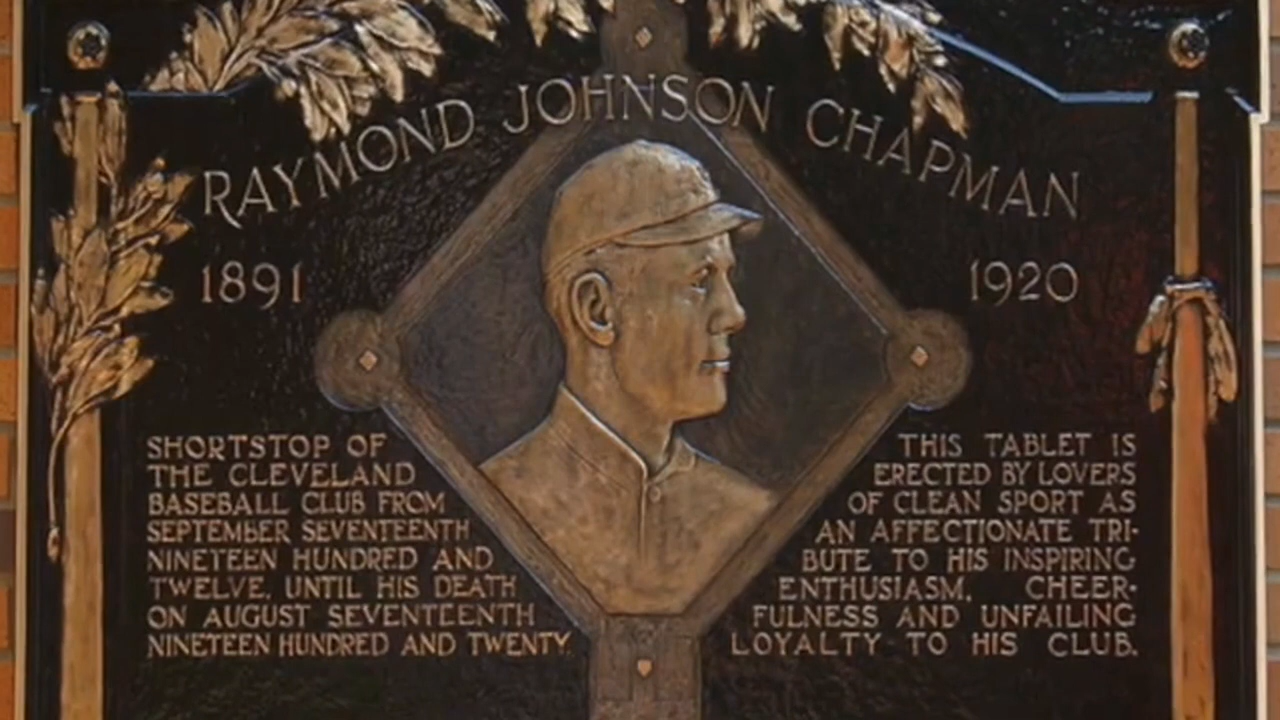 RAYMOND JOHNSON CHAPMAN
1891
1920
SHORTSTOP OF
THE CLEVELAND
BASEBALL CLUB FROM
SEPTEMBER SEVENTEENTH
NINETEEN HUNDRED AND
TWELVE, UNTIL HIS DEATH
ON AUGUST SEVENTEENTH
NINETEEN HUNDRED AND TWENTY.
THIS TABLET IS
ERECTED BY LOVERS
OF CLEAN SPORT AS
AN AFFECTIONATE TRI-
BUTE TO HIS INSPIRING
ENTHUSIASM, CHEER-
FULNESS AND UNFAILING
LOYALTY TO HIS CLUB.